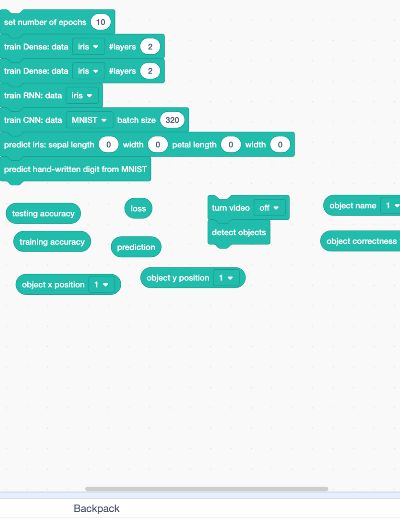 set number of epochs 10
train Dense: data iris #layers 2
train Dense: data iris #layers 2
train RNN: data iris
train CNN: data MNIST batch size 320
predict iris: sepal length 0 width 0 petal length 0 width 0
predict hand-written digit from MNIST
testing accuracy
loss
turn video off
object name 1
detect objects
training accuracy
prediction
object correctness
object x position 1
object y position 1
Backpack